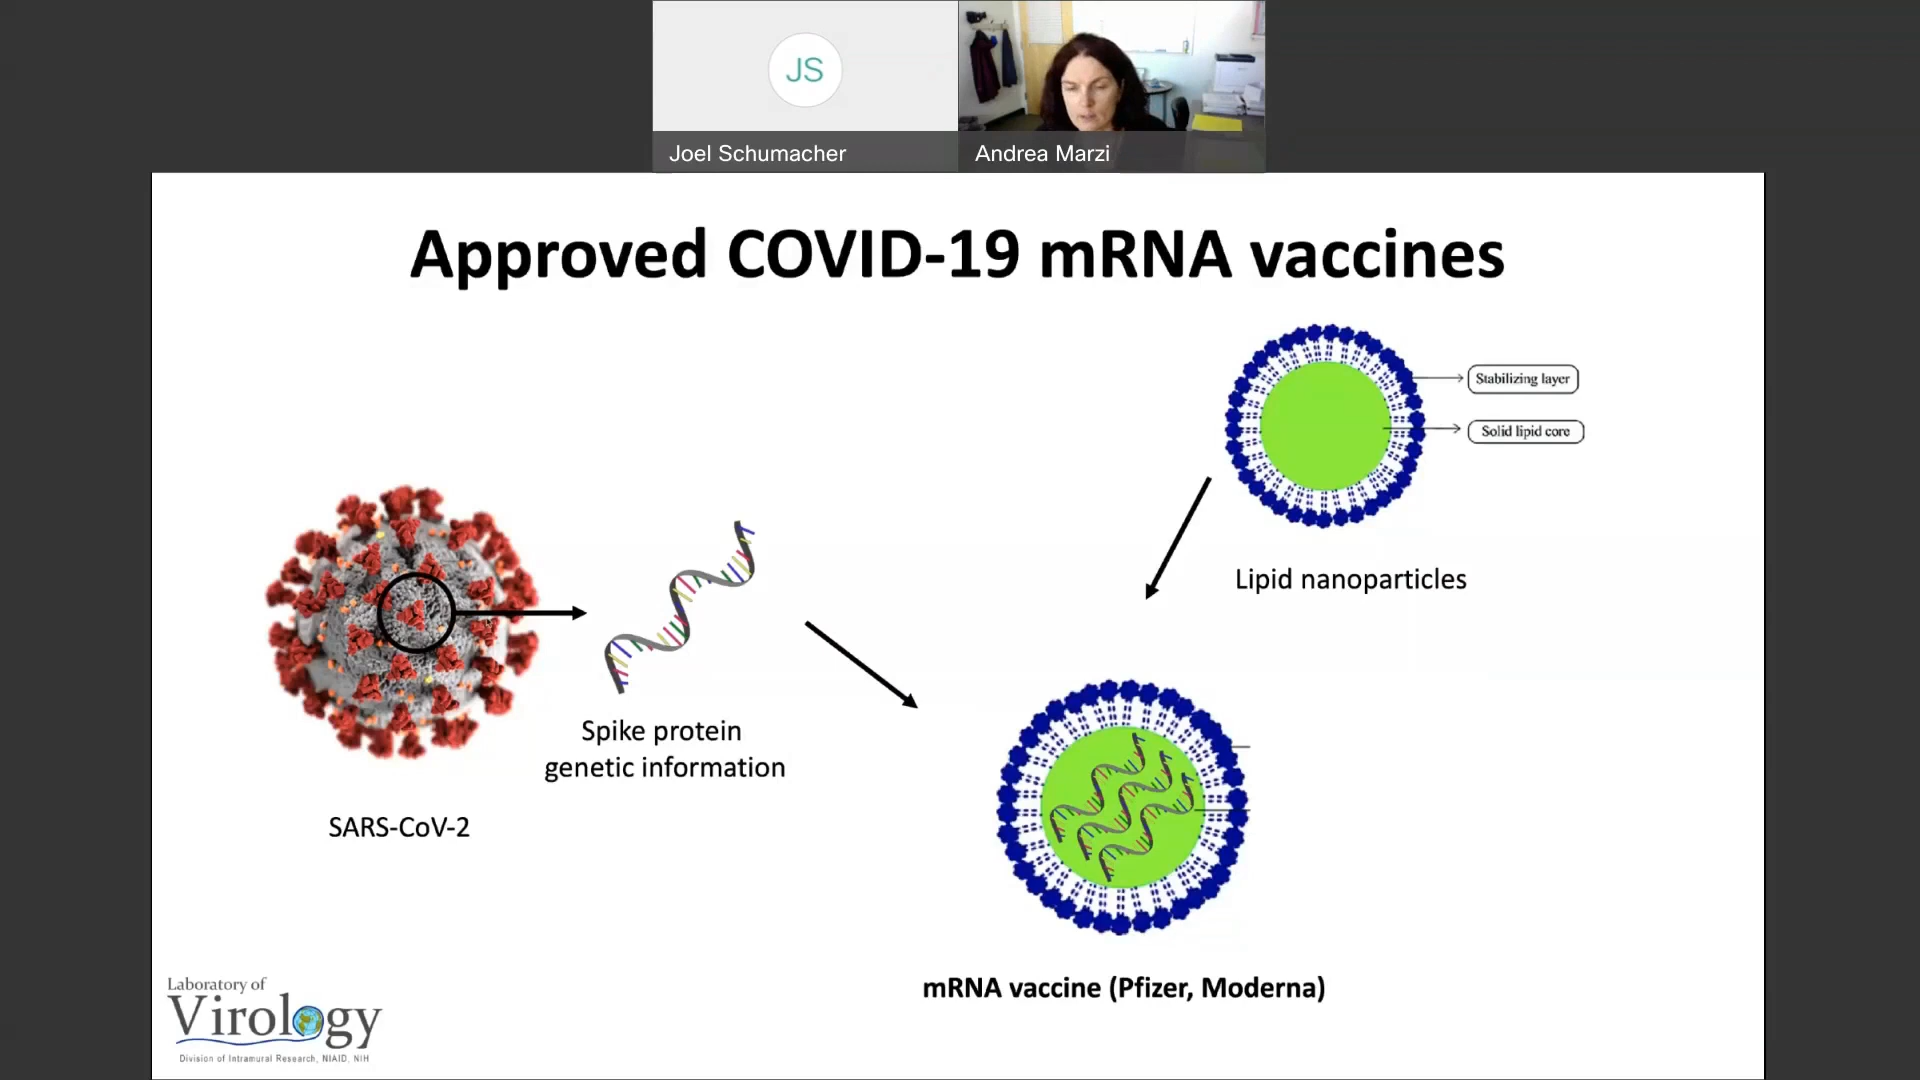 JS
Joel Schumacher
Andrea Marzi
Approved COVID-19 mRNA vaccines
Stabilizing layer
Solid lipid core
Lipid nanoparticles
Spike protein
genetic information
SARS-CoV-2
mRNA vaccine (Pfizer, Moderna)
Laboratory of
Virology
Division of Intramural Research, NIAID, NIH